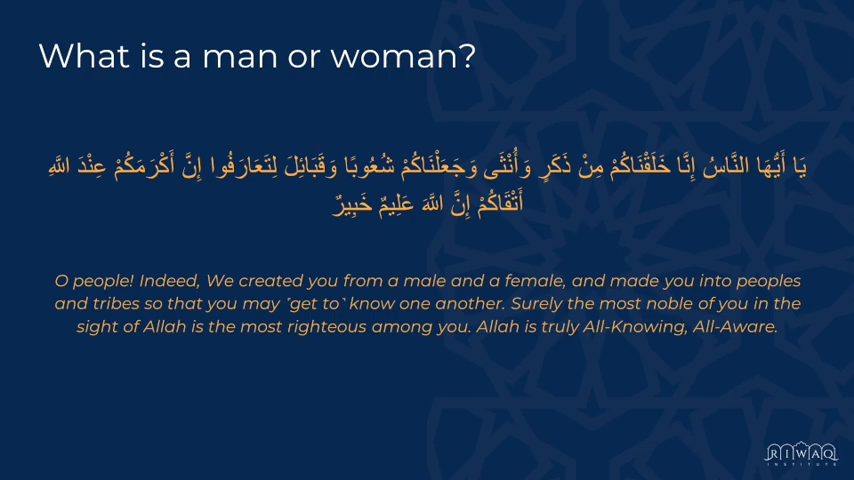 What is a man or woman?
يَا أَيُّهَا النَّاسُ إِنَّا خَلَقْنَاكُمْ مِنْ ذَكَرٍ وَأُنْثَى وَجَعَلْنَاكُمْ شُعُوبًا وَقَبَائِلَ لِتَعَارَفُوا إِنَّ أَكْرَمَكُمْ عِنْدَ اللَّهِ
أَتْقَاكُمْ إِنَّ اللَّهَ عَلِيمٌ خَبِيرٌ
O people! Indeed, We created you from a male and a female, and made you into peoples
and tribes so that you may ˹get to˺ know one another. Surely the most noble of you in the
sight of Allah is the most righteous among you. Allah is truly All-Knowing, All-Aware.
RIWAQ
INSTITUTE